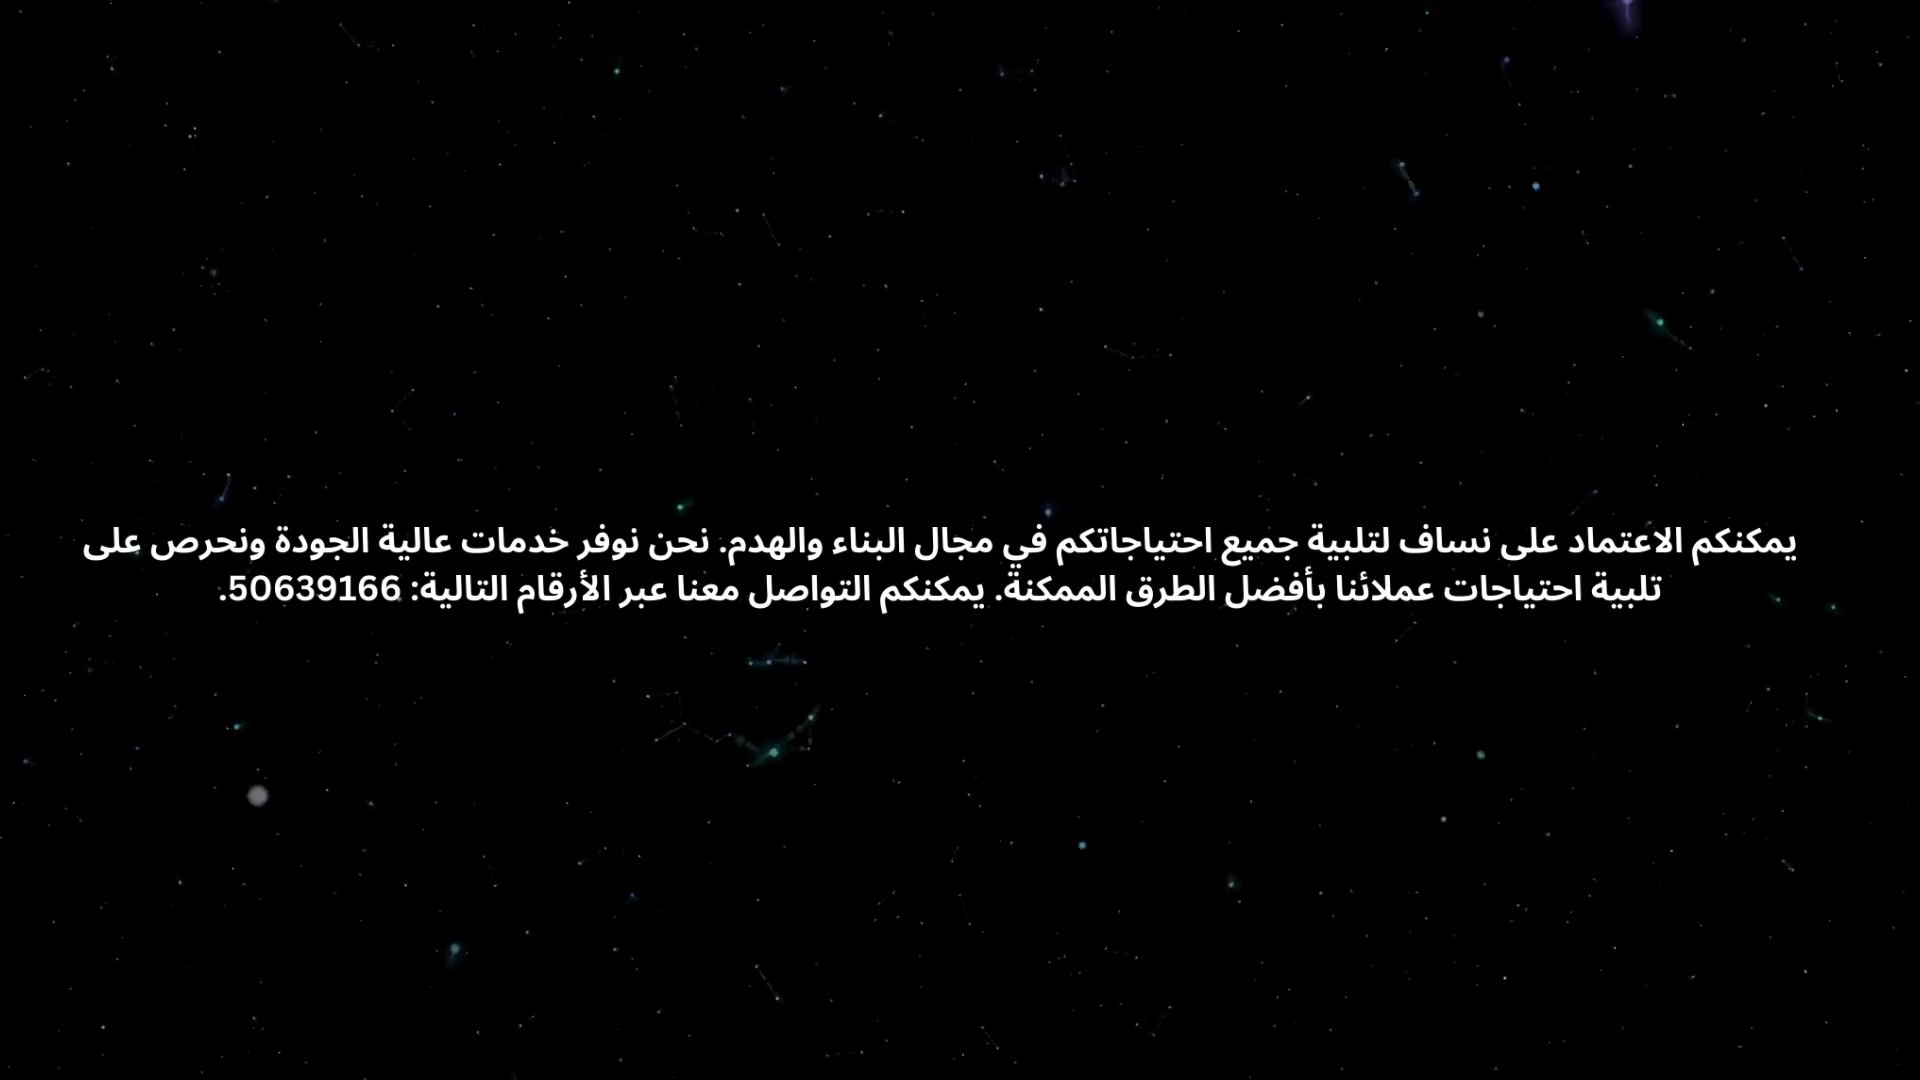 يمكنكم الاعتماد على نساف لتلبية جميع احتياجاتكم في مجال البناء والهدم. نحن نوفر خدمات عالية الجودة ونحرص على
تلبية احتياجات عملائنا بأفضل الطرق الممكنة. يمكنكم التواصل معنا عبر الأرقام التالية: 50639166.